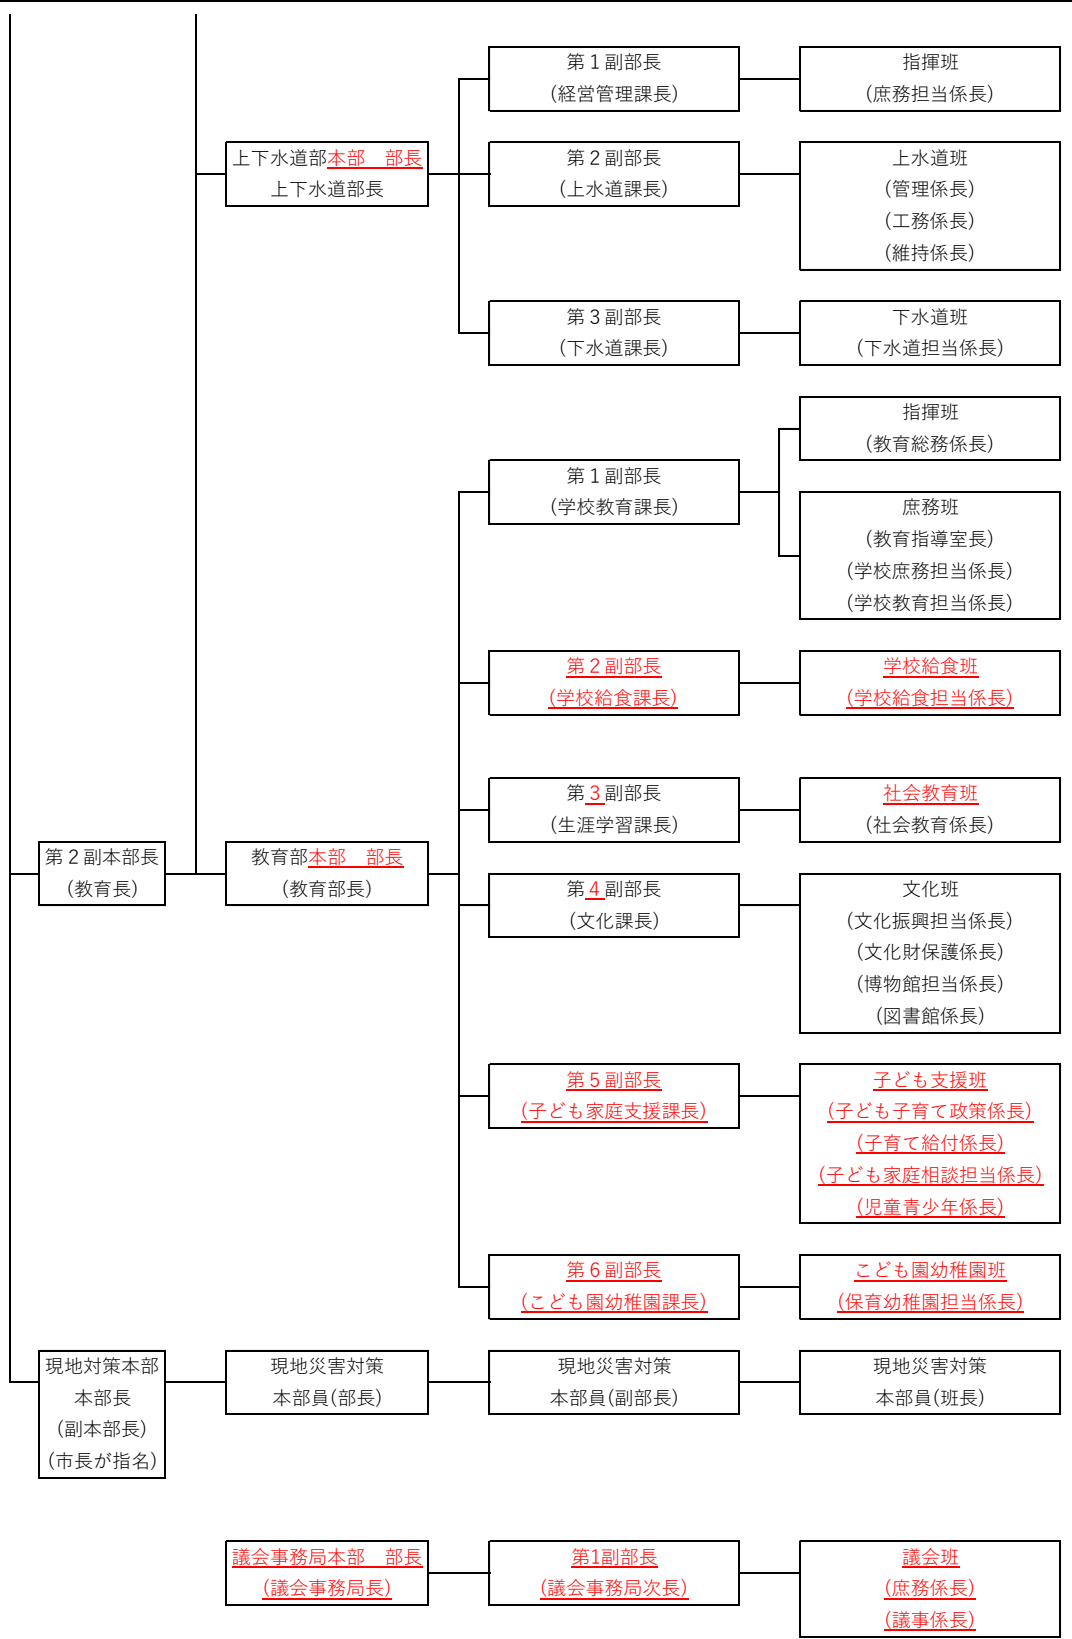 第１副部長
(経営管理課長)
指揮班
(庶務担当係長)
上下水道部本部　部長
上下水道部長
第２副部長
(上水道課長)
上水道班
(管理係長)
(工務係長)
(維持係長)
第３副部長
(下水道課長)
下水道班
(下水道担当係長)
指揮班
(教育総務係長)
第１副部長
(学校教育課長)
庶務班
(教育指導室長)
(学校庶務担当係長)
(学校教育担当係長)
第２副部長
(学校給食課長)
学校給食班
(学校給食担当係長)
第３副部長
(生涯学習課長)
社会教育班
(社会教育係長)
第２副本部長
(教育長)
教育部本部　部長
(教育部長)
第４副部長
(文化課長)
文化班
(文化振興担当係長)
(文化財保護係長)
(博物館担当係長)
(図書館係長)
第５副部長
(子ども家庭支援課長)
子ども支援班
(子ども子育て政策係長)
(子育て給付係長)
(子ども家庭相談担当係長)
(児童青少年係長)
第６副部長
(こども園幼稚園課長)
こども園幼稚園班
(保育幼稚園担当係長)
現地対策本部
本部長
(副本部長)
(市長が指名)
現地災害対策
本部員(部長)
現地災害対策
本部員(副部長)
現地災害対策
本部員(班長)
議会事務局本部　部長
(議会事務局長)
第1副部長
(議会事務局次長)
議会班
(庶務係長)
(議事係長)